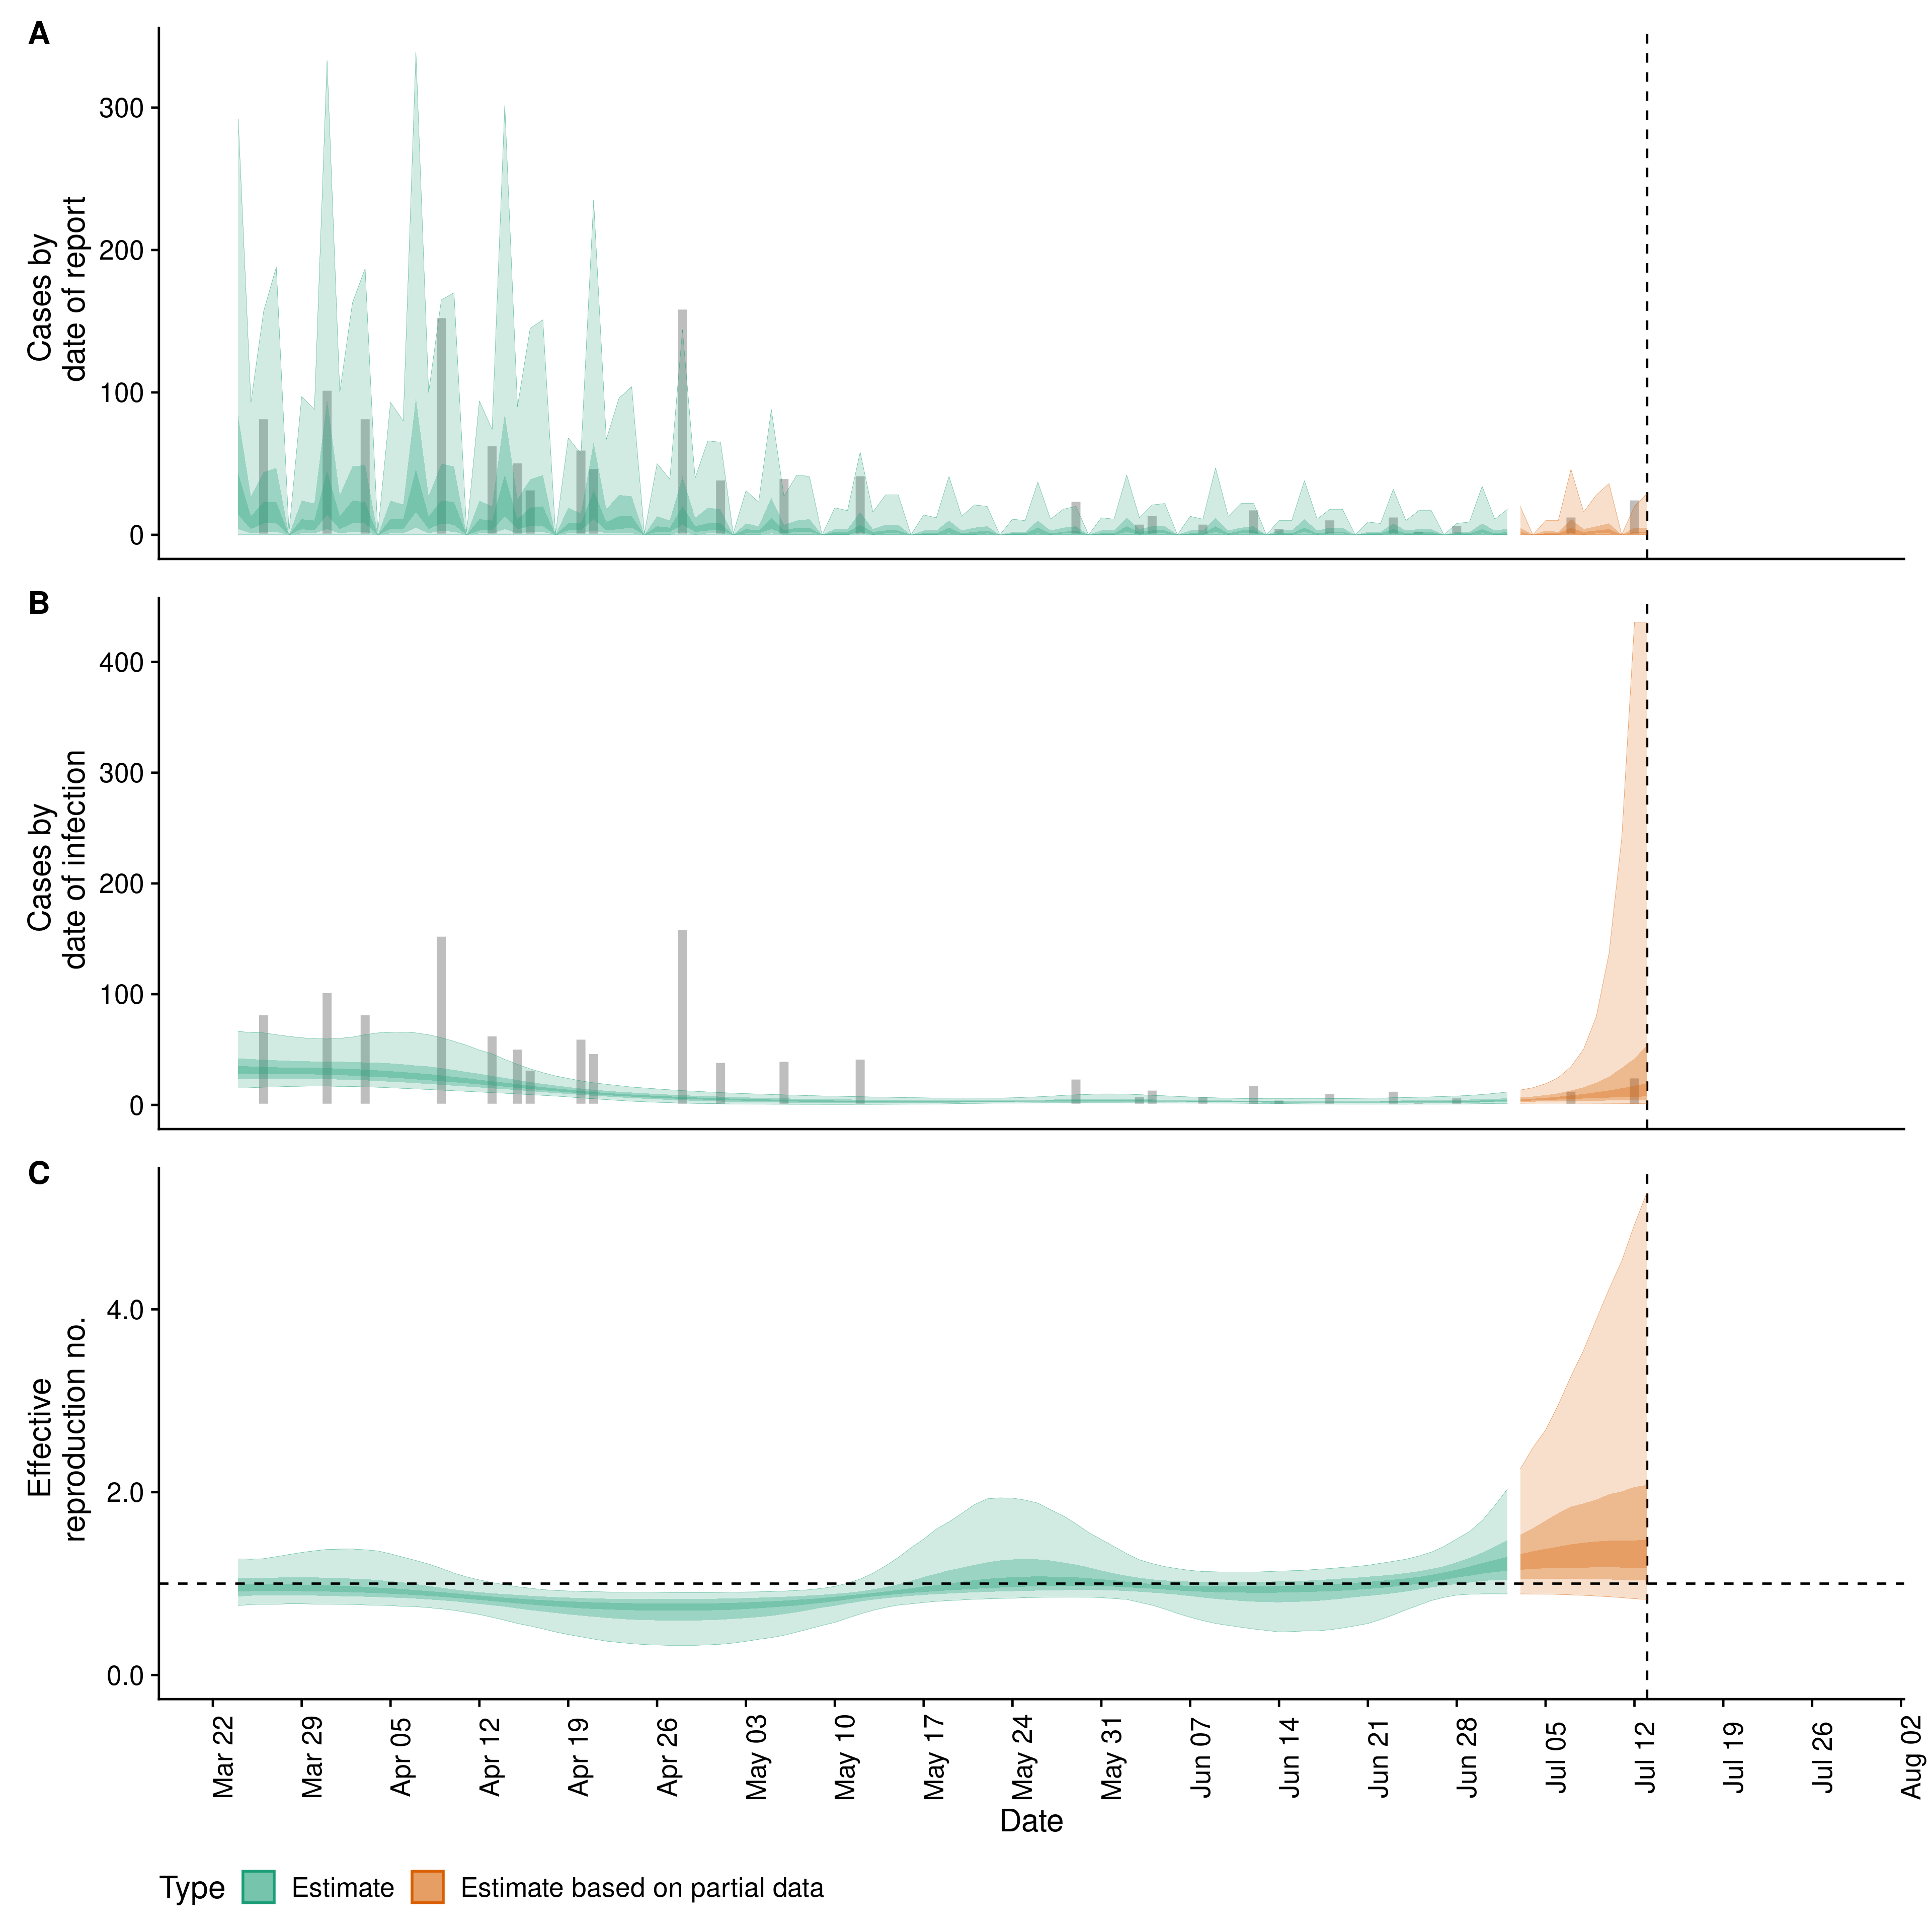 A
Cases by
date of report
300
200
100
0
B
Cases by
date of infection
400
300
200
100
0
C
Effective
reproduction no.
4.0
2.0
0.0
Mar 22
Mar 29
Apr 05
Apr 12
Apr 19
Apr 26
May 03
May 10
May 17
May 24
May 31
Jun 07
Jun 14
Jun 21
Jun 28
Jul 05
Jul 12
Jul 19
Jul 26
Aug 02
Date
Type Estimate Estimate based on partial data